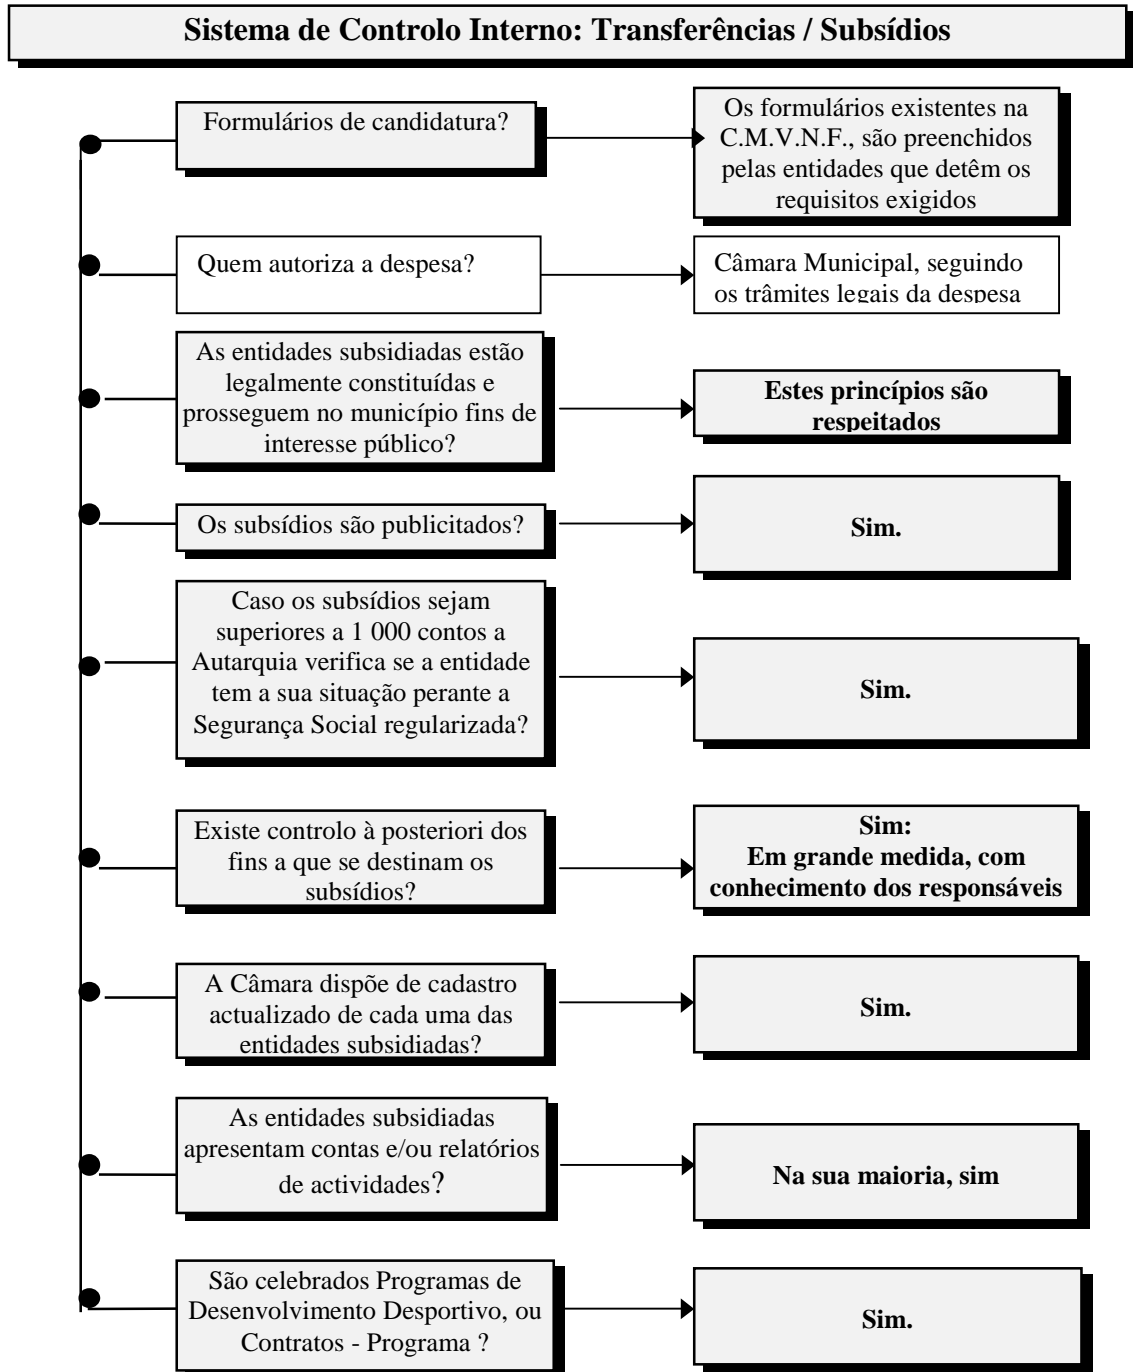 Sistema de Controlo Interno: Transferências / Subsídios
Formulários de candidatura?
Os formulários existentes na
C.M.V.N.F., são preenchidos
pelas entidades que detêm os
requisitos exigidos
Quem autoriza a despesa?
Câmara Municipal, seguindo
os trâmites legais da despesa
As entidades subsidiadas estão
legalmente constituídas e
prosseguem no município fins de
interesse público?
Estes princípios são
respeitados
Os subsídios são publicitados?
Sim.
Caso os subsídios sejam
superiores a 1 000 contos a
Autarquia verifica se a entidade
tem a sua situação perante a
Segurança Social regularizada?
Sim.
Existe controlo à posteriori dos
fins a que se destinam os
subsídios?
Sim:
Em grande medida, com
conhecimento dos responsáveis
A Câmara dispõe de cadastro
actualizado de cada uma das
entidades subsidiadas?
Sim.
As entidades subsidiadas
apresentam contas e/ou relatórios
de actividades?
Na sua maioria, sim
São celebrados Programas de
Desenvolvimento Desportivo, ou
Contratos - Programa ?
Sim.